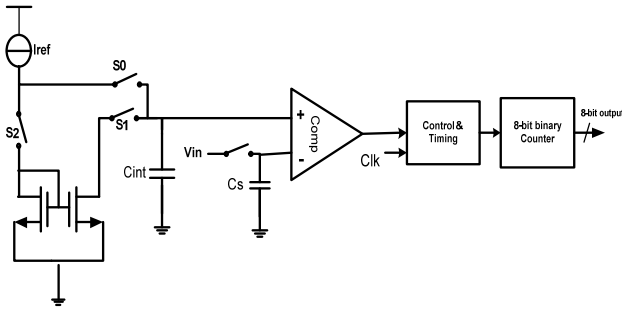 Iref
S0
S2
S1
Cint
Vin
Cs
+
-
Comp
Clk
Control &
Timing
8-bit binary
Counter
8-bit output